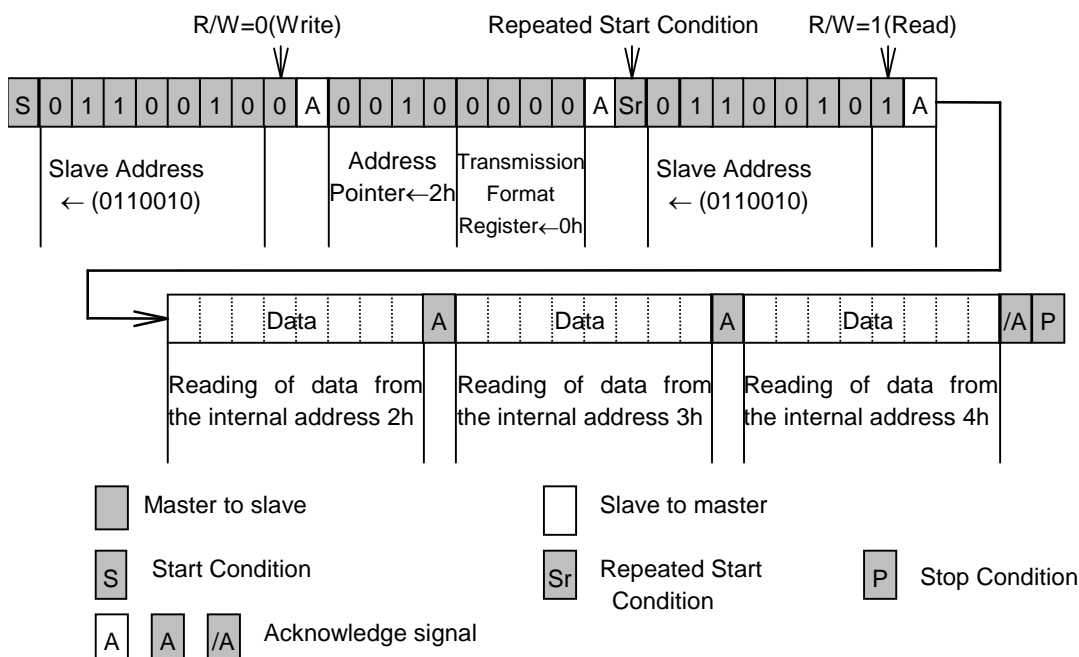 R/W=0(Write) Repeated Start Condition R/W=1(Read)
S 0 1 1 0 0 1 0 0 A 0 0 1 0 0 0 0 0 A Sr 0 1 1 0 0 1 0 1 A
Slave Address
← (0110010)
Address
Pointer←2h
Transmission
Format
Register←0h
Slave Address
← (0110010)
Data A Data A Data /A P
Reading of data from
the internal address 2h
Reading of data from
the internal address 3h
Reading of data from
the internal address 4h
Master to slave Slave to master
S Start Condition
Sr Repeated Start
Condition
P Stop Condition
A A /A Acknowledge signal